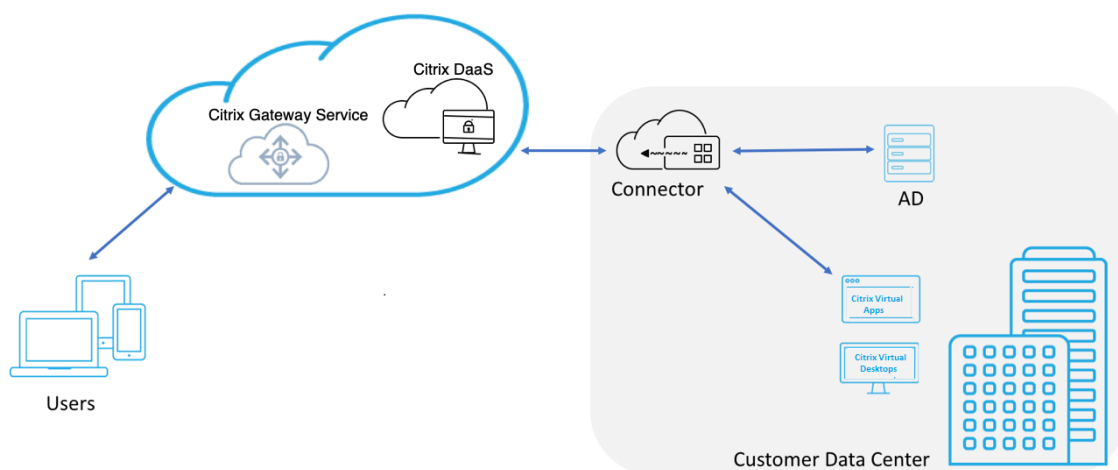 Citrix DaaS
Citrix Gateway Service
Connector
AD
Citrix Virtual
Apps
Citrix Virtual
Desktops
Users
Customer Data Center